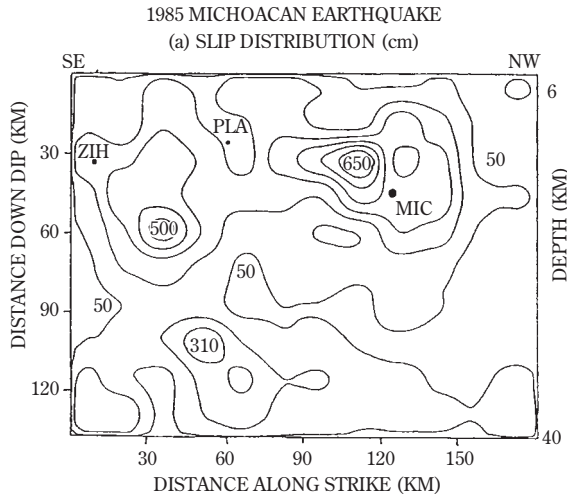 1985 MICHOACAN EARTHQUAKE
(a) SLIP DISTRIBUTION (cm)
SE NW
6
PLA
ZIH
30
650
50
MIC
500
60
50
50
90
310
120
40
30 60 90 120 150
DISTANCE ALONG STRIKE (KM)
DISTANCE DOWN DIP (KM)
DEPTH (KM)